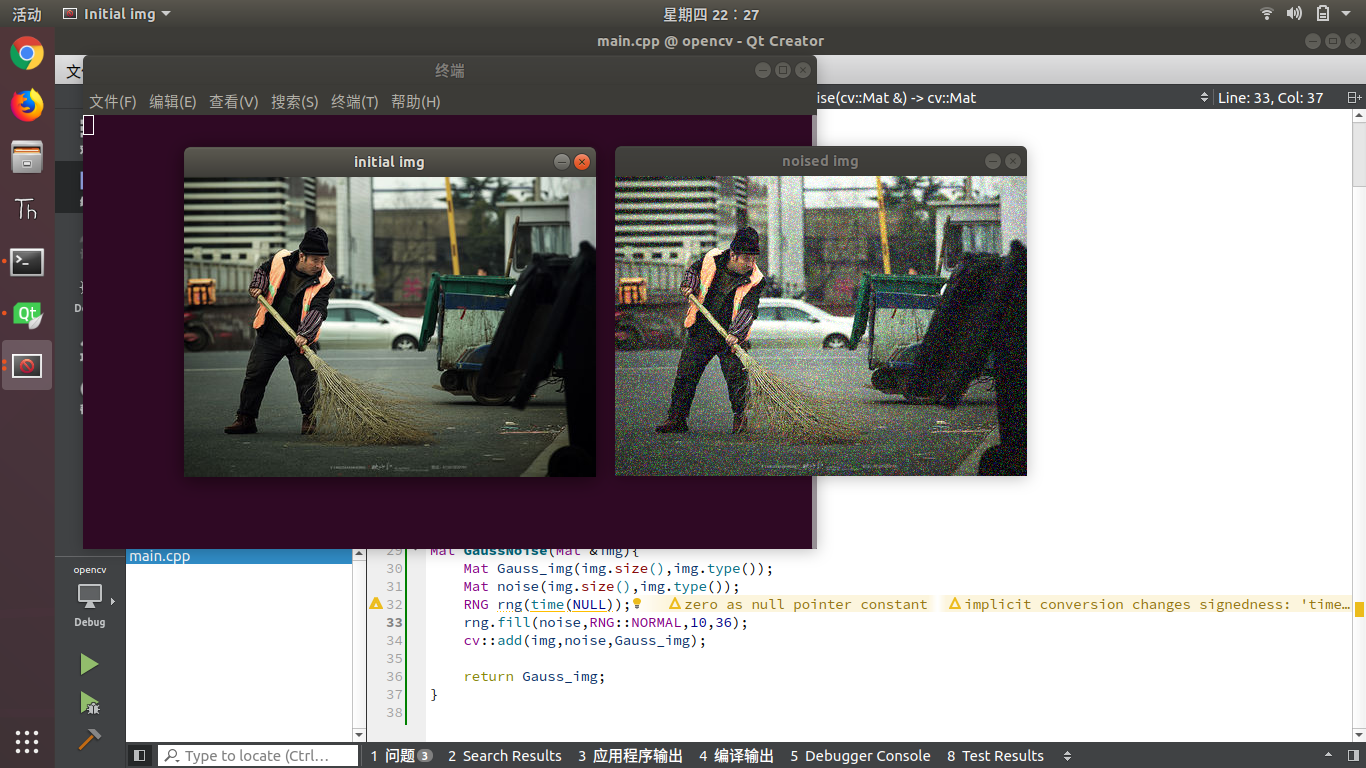 活动
Initial img
星期四 22：27
main.cpp @ opencv - Qt Creator
终端
文件(F) 编辑(E) 查看(V) 搜索(S) 终端(T) 帮助(H)
ise(cv::Mat &) -> cv::Mat
Line: 33, Col: 37
initial img
noised img
Th
Qt
main.cpp
opencv
Debug
29 Mat GaussNoise(Mat &img){
30 Mat Gauss_img(img.size(),img.type());
31 Mat noise(img.size(),img.type());
32 RNG rng(time(NULL)); zero as null pointer constant implicit conversion changes signedness: 'time…
33 rng.fill(noise,RNG::NORMAL,10,36);
34 cv::add(img,noise,Gauss_img);
35
36 return Gauss_img;
37 }
38
Type to locate (Ctrl…
1 问题 3 2 Search Results 3 应用程序输出 4 编译输出 5 Debugger Console 8 Test Results